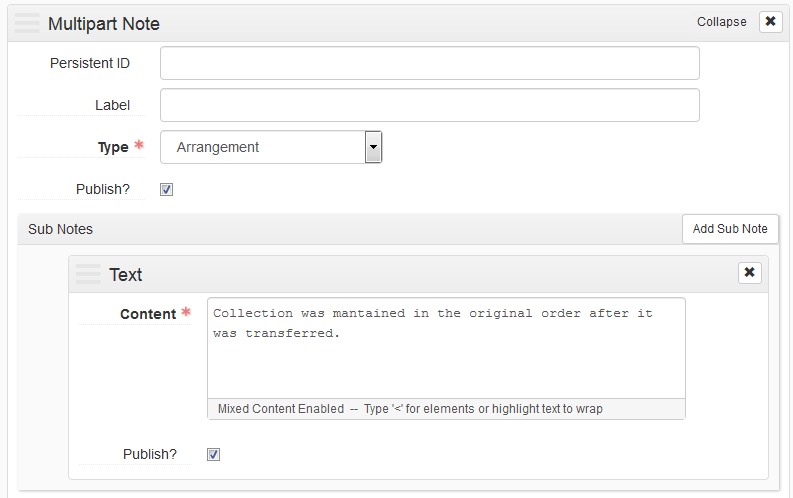 Multipart Note
Collapse
Persistent ID
Label
Type *
Arrangement
Publish?
Sub Notes
Add Sub Note
Text
Content *
Collection was mantained in the original order after it
was transferred.
Mixed Content Enabled -- Type '<' for elements or highlight text to wrap
Publish?